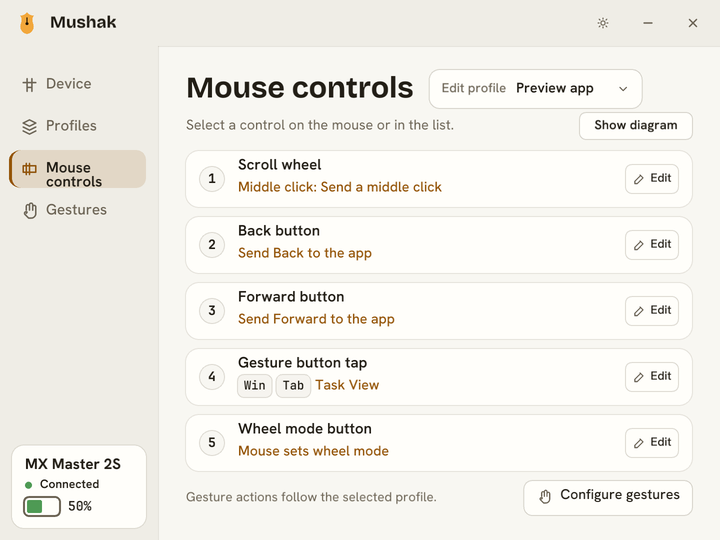 Mushak
Device
Profiles
Mouse
controls
Gestures
MX Master 2S
Connected
50%
Mouse controls
Edit profile Preview app
Select a control on the mouse or in the list.
Show diagram
1
Scroll wheel
Middle click: Send a middle click
Edit
2
Back button
Send Back to the app
Edit
3
Forward button
Send Forward to the app
Edit
4
Gesture button tap
Win Tab Task View
Edit
5
Wheel mode button
Mouse sets wheel mode
Edit
Gesture actions follow the selected profile.
Configure gestures